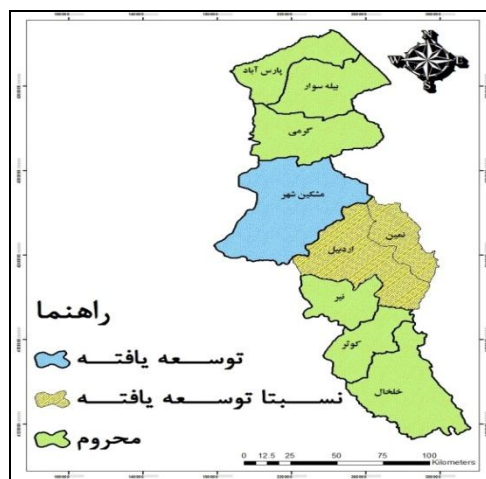 N
W E
S
پارس آباد
بیله سوار
گرمی
مشکین شهر
نمین
اردبیل
نیر
کوثر
خلخال
راهنما
توسعه یافته
نسبتا توسعه یافته
محروم
0 12.5 25 50 75 100
Kilometers